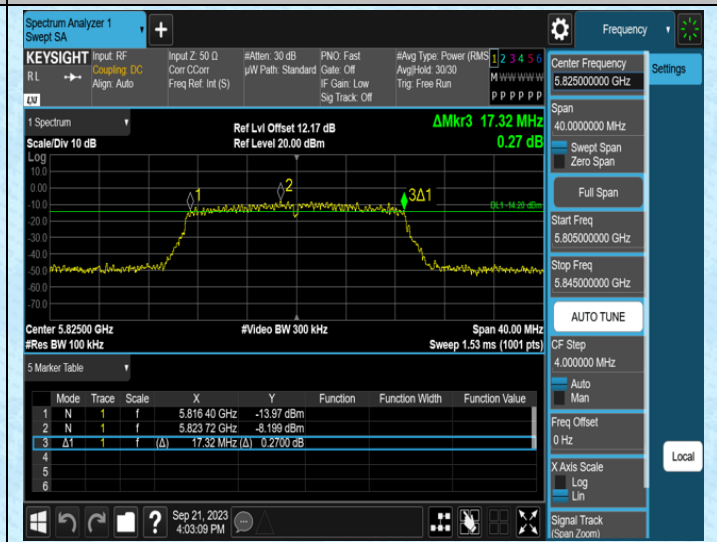 Spectrum Analyzer 1
Swept SA
+
Frequency
KEYSIGHT
RL
LXI
Input: RF
Coupling: DC
Align: Auto
Input Z: 50 Ω
Corr CCorr
Freq Ref: Int (S)
#Atten: 30 dB
µW Path: Standard
PNO: Fast
Gate: Off
IF Gain: Low
Sig Track: Off
#Avg Type: Power (RMS
Avg|Hold: 30/30
Trig: Free Run
1 2 3 4 5 6
M W W W W W
P P P P P P
1 Spectrum
Scale/Div 10 dB
Ref Lvl Offset 12.17 dB
Ref Level 20.00 dBm
ΔMkr3 17.32 MHz
0.27 dB
Log
10.0
0.00
-10.0
-20.0
-30.0
-40.0
-50.0
-60.0
-70.0
1
2
3Δ1
DL1 -14.20 dBm
Center 5.82500 GHz
#Res BW 100 kHz
#Video BW 300 kHz
Span 40.00 MHz
Sweep 1.53 ms (1001 pts)
5 Marker Table
Mode Trace Scale X Y Function Function Width Function Value
1 N 1 f 5.816 40 GHz -13.97 dBm
2 N 1 f 5.823 72 GHz -8.199 dBm
3 Δ1 1 f (Δ) 17.32 MHz (Δ) 0.2700 dB
4
5
6
?
Sep 21, 2023
4:03:09 PM
Center Frequency
5.825000000 GHz
Span
40.0000000 MHz
Swept Span
Zero Span
Full Span
Start Freq
5.805000000 GHz
Stop Freq
5.845000000 GHz
AUTO TUNE
CF Step
4.000000 MHz
Auto
Man
Freq Offset
0 Hz
X Axis Scale
Log
Lin
Signal Track
(Span Zoom)
Settings
Local